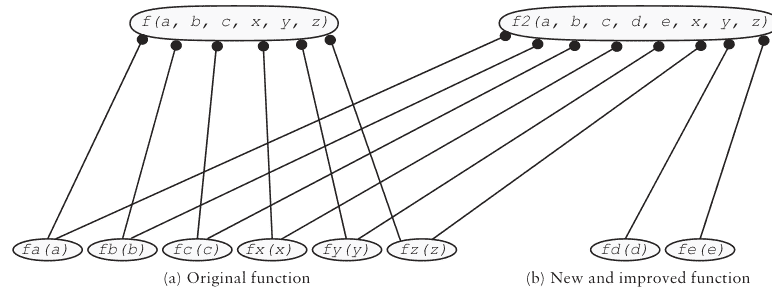 f(a, b, c, x, y, z)
f2(a, b, c, d, e, x, y, z)
fa(a)
fb(b)
fc(c)
fx(x)
fy(y)
fz(z)
fd(d)
fe(e)
(a) Original function
(b) New and improved function